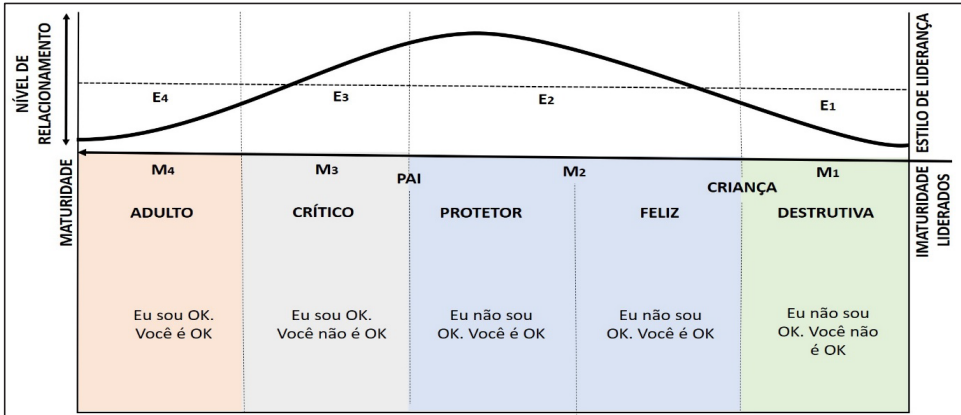 NÍVEL DE
RELACIONAMENTO
E4
E3
E2
E1
ESTILO DE LIDERANÇA
MATURIDADE
M4
M3
PAI
M2
CRIANÇA
M1
IMATURIDADE
LIDERADOS
ADULTO
CRÍTICO
PROTETOR
FELIZ
DESTRUTIVA
Eu sou OK.
Você é OK
Eu sou OK.
Você não é OK
Eu não sou
OK. Você é OK
Eu não sou
OK. Você é OK
Eu não sou
OK. Você não
é OK